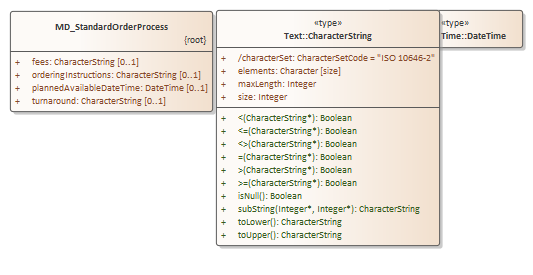 MD_StandardOrderProcess
{root}
+ fees: CharacterString [0..1]
+ orderingInstructions: CharacterString [0..1]
+ plannedAvailableDateTime: DateTime [0..1]
+ turnaround: CharacterString [0..1]
«type»
Text::CharacterString
+ /characterSet: CharacterSetCode = "ISO 10646-2"
+ elements: Character [size]
+ maxLength: Integer
+ size: Integer
+ <(CharacterString*): Boolean
+ <=(CharacterString*): Boolean
+ <>(CharacterString*): Boolean
+ =(CharacterString*): Boolean
+ >(CharacterString*): Boolean
+ >=(CharacterString*): Boolean
+ isNull(): Boolean
+ subString(Integer*, Integer*): CharacterString
+ toLower(): CharacterString
+ toUpper(): CharacterString
«type»
Time::DateTime